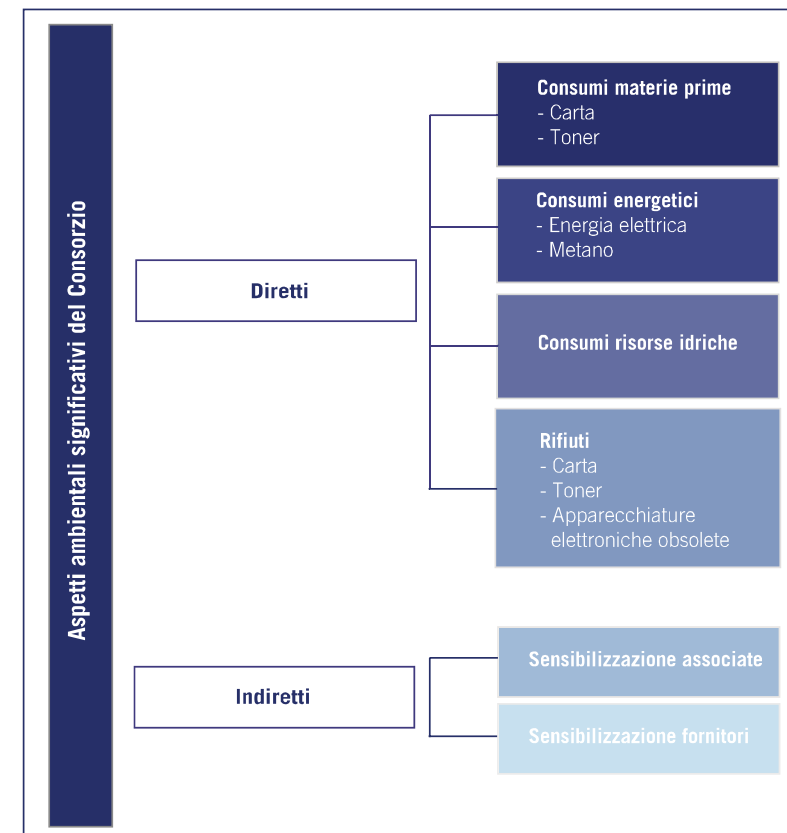 Aspetti ambientali significativi del Consorzio
Diretti
Consumi materie prime
- Carta
- Toner
Consumi energetici
- Energia elettrica
- Metano
Consumi risorse idriche
Rifiuti
- Carta
- Toner
- Apparecchiature
elettroniche obsolete
Indiretti
Sensibilizzazione associate
Sensibilizzazione fornitori